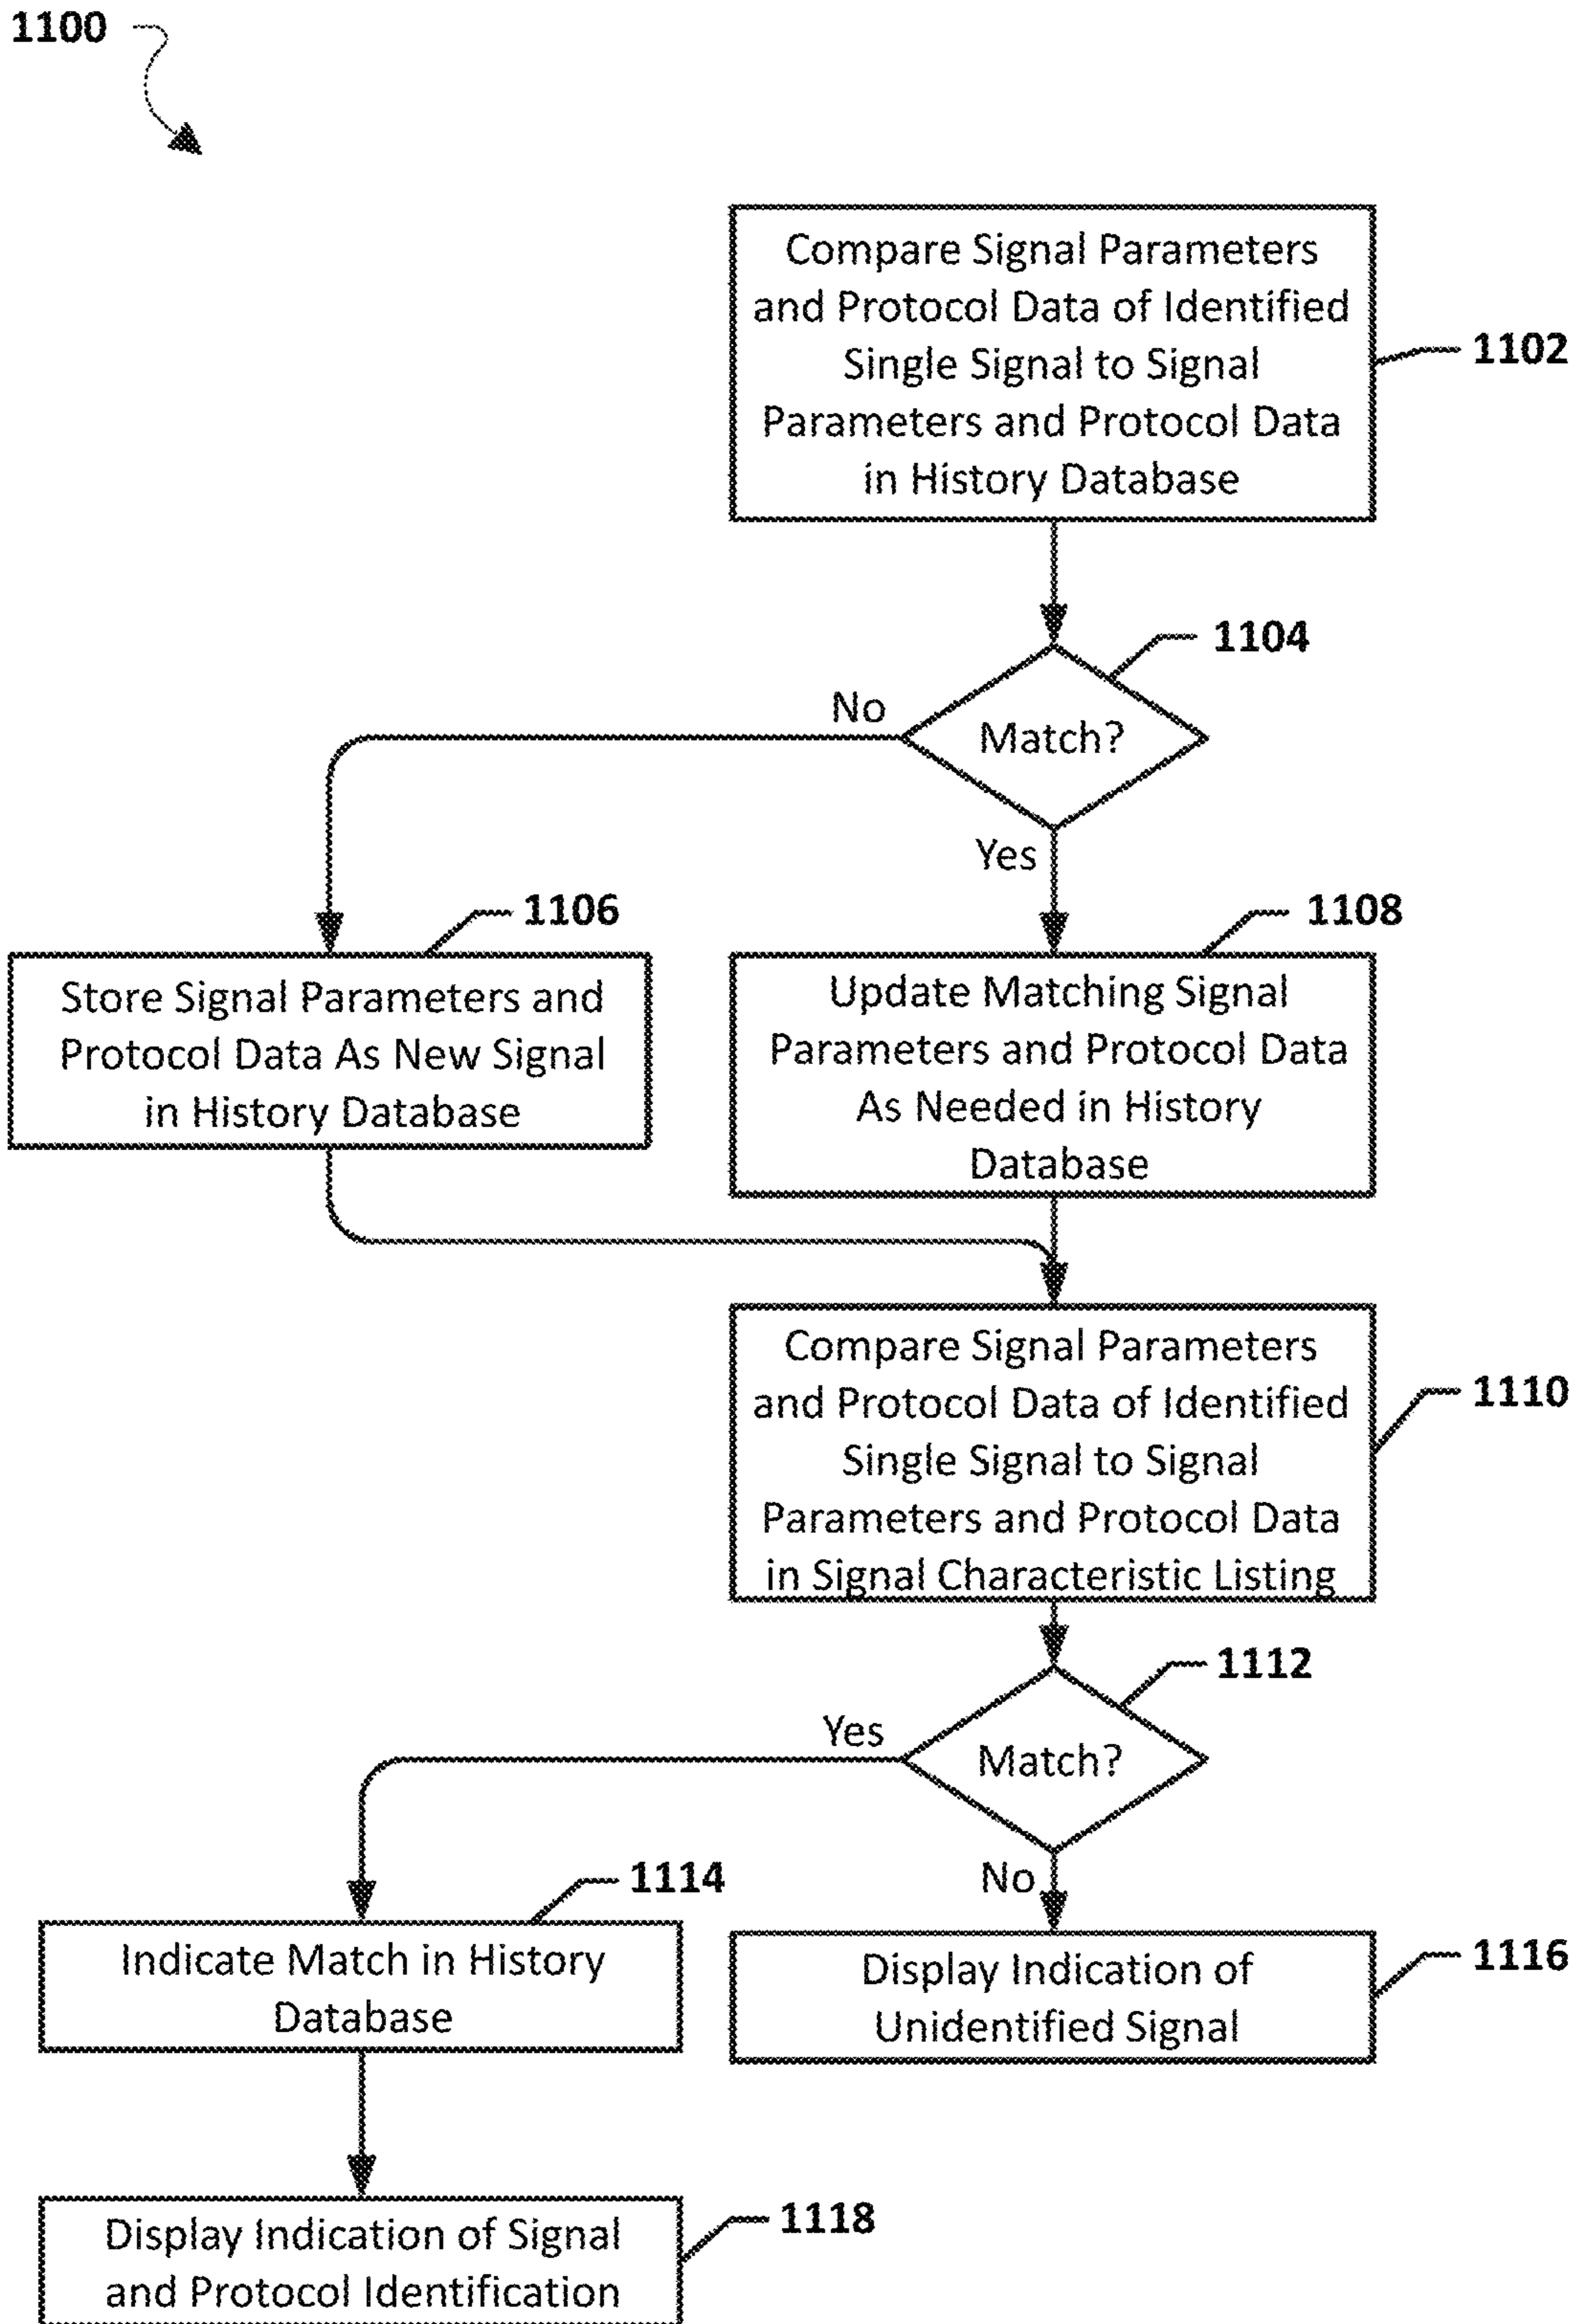 1100
Compare Signal Parameters
and Protocol Data of Identified
Single Signal to Signal
Parameters and Protocol Data
in History Database
1102
1104
No
Match?
Yes
1106
1108
Store Signal Parameters and
Protocol Data As New Signal
in History Database
Update Matching Signal
Parameters and Protocol Data
As Needed in History
Database
Compare Signal Parameters
and Protocol Data of Identified
Single Signal to Signal
Parameters and Protocol Data
in Signal Characteristic Listing
1110
1112
Yes
Match?
No
1114
Indicate Match in History
Database
Display Indication of
Unidentified Signal
1116
Display Indication of Signal
and Protocol Identification
1118